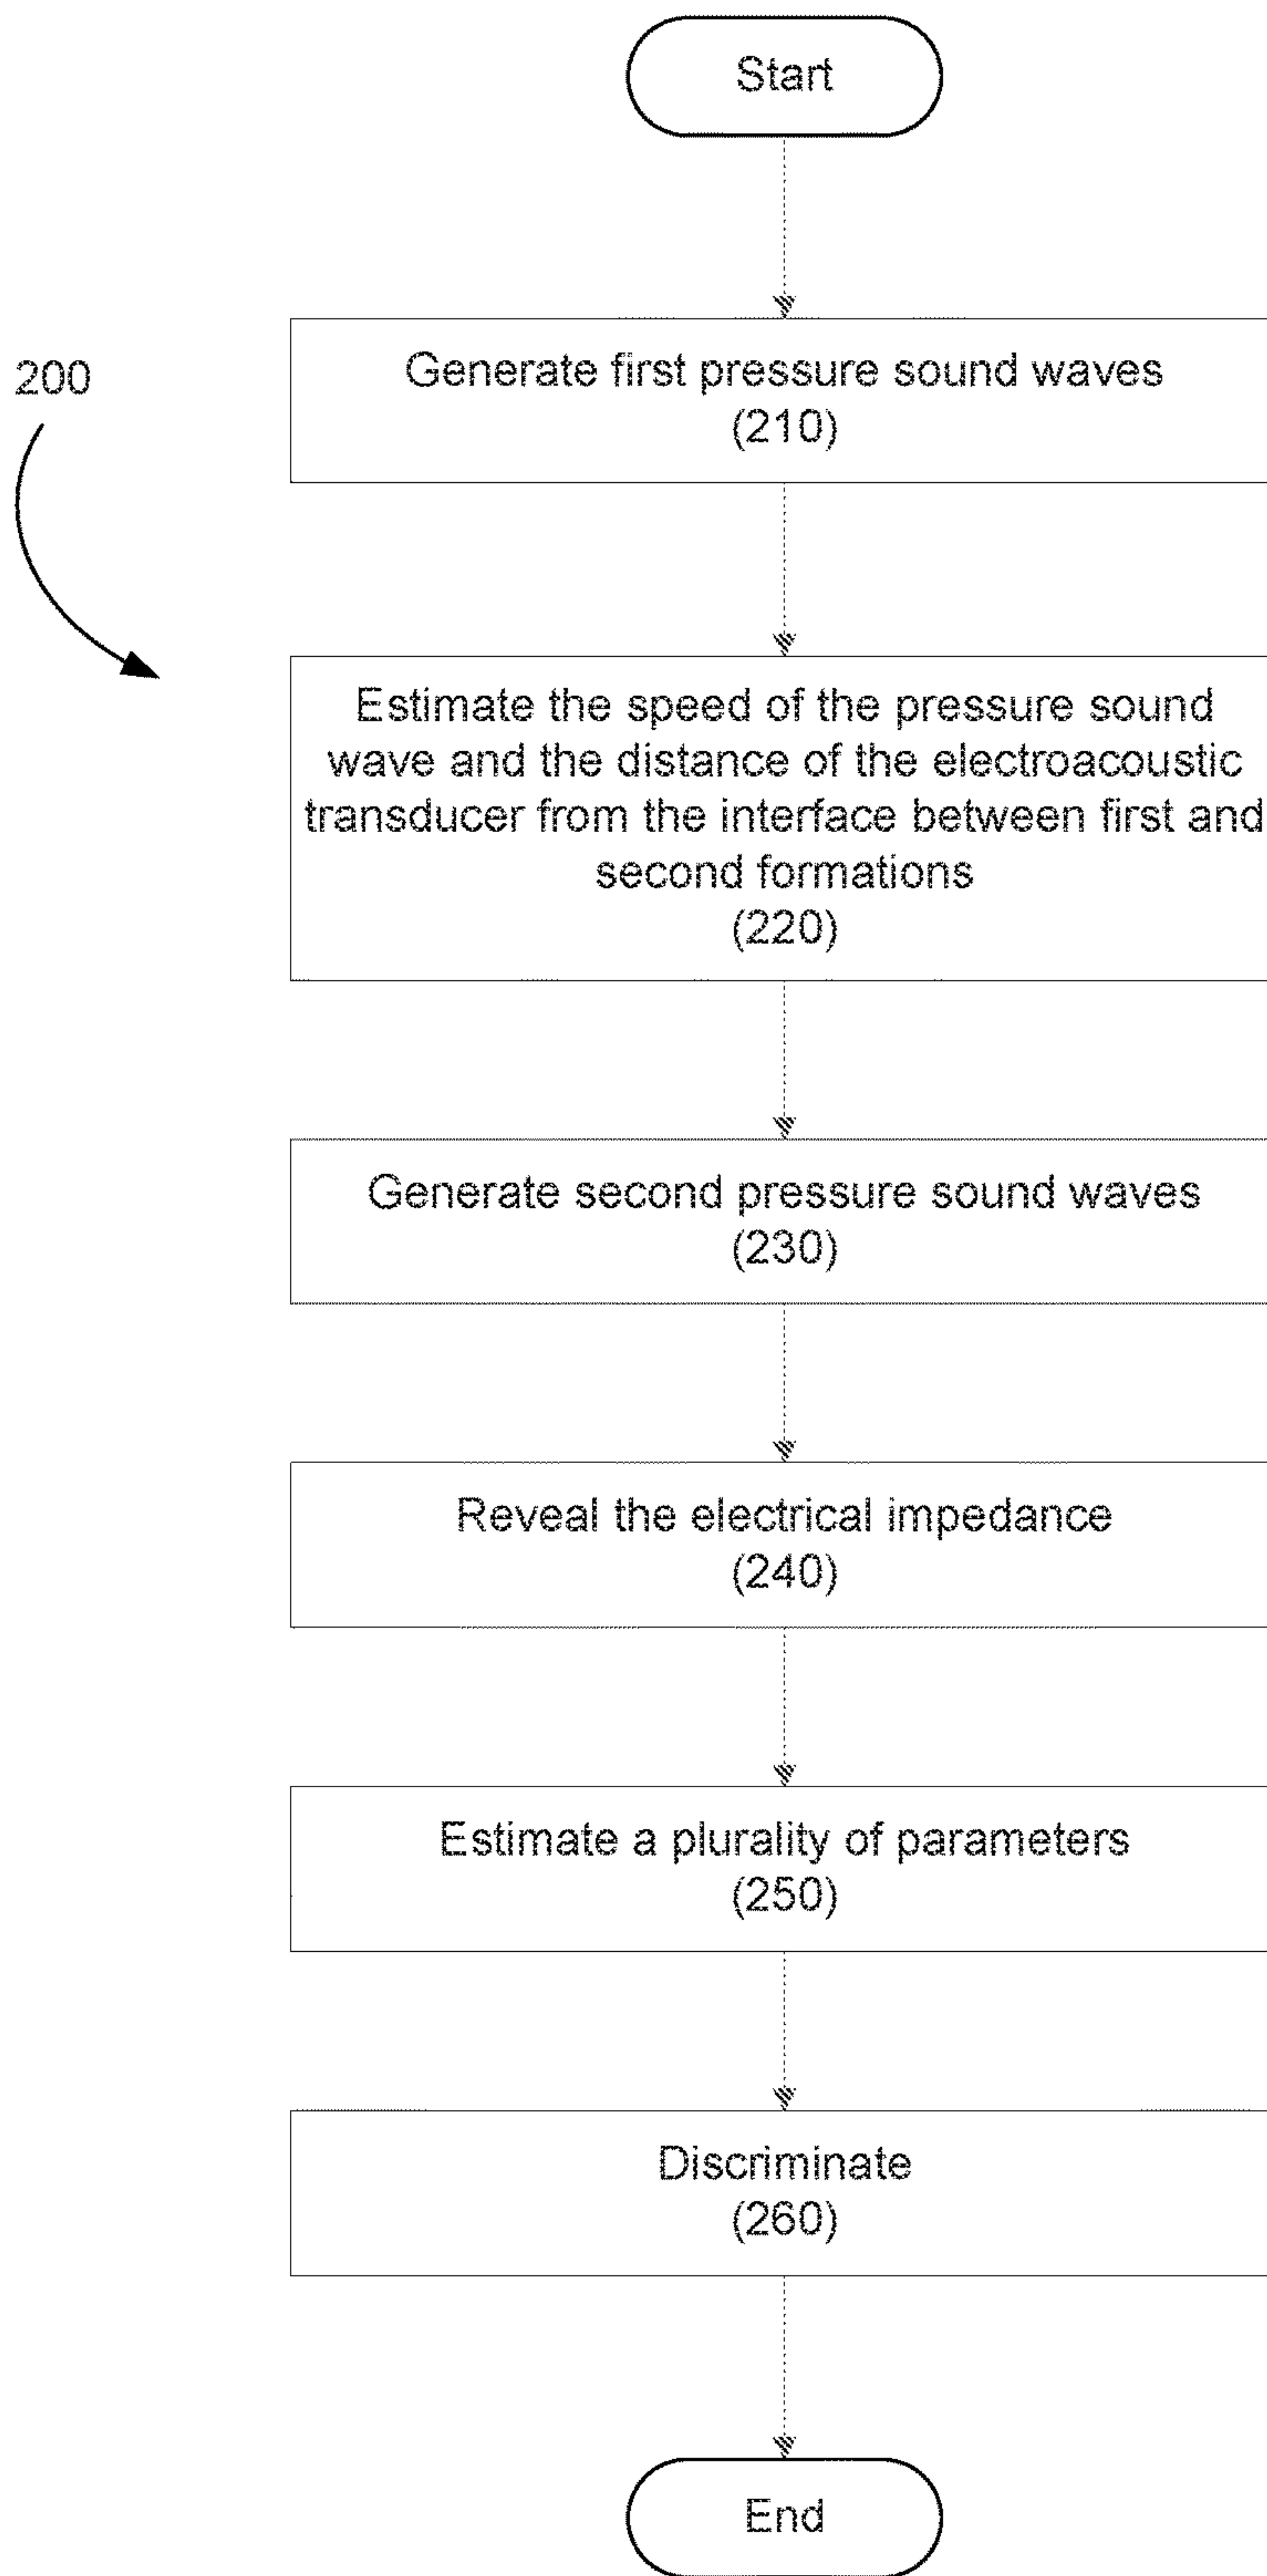 Start
200
Generate first pressure sound waves
(210)
Estimate the speed of the pressure sound
wave and the distance of the electroacoustic
transducer from the interface between first and
second formations
(220)
Generate second pressure sound waves
(230)
Reveal the electrical impedance
(240)
Estimate a plurality of parameters
(250)
Discriminate
(260)
End